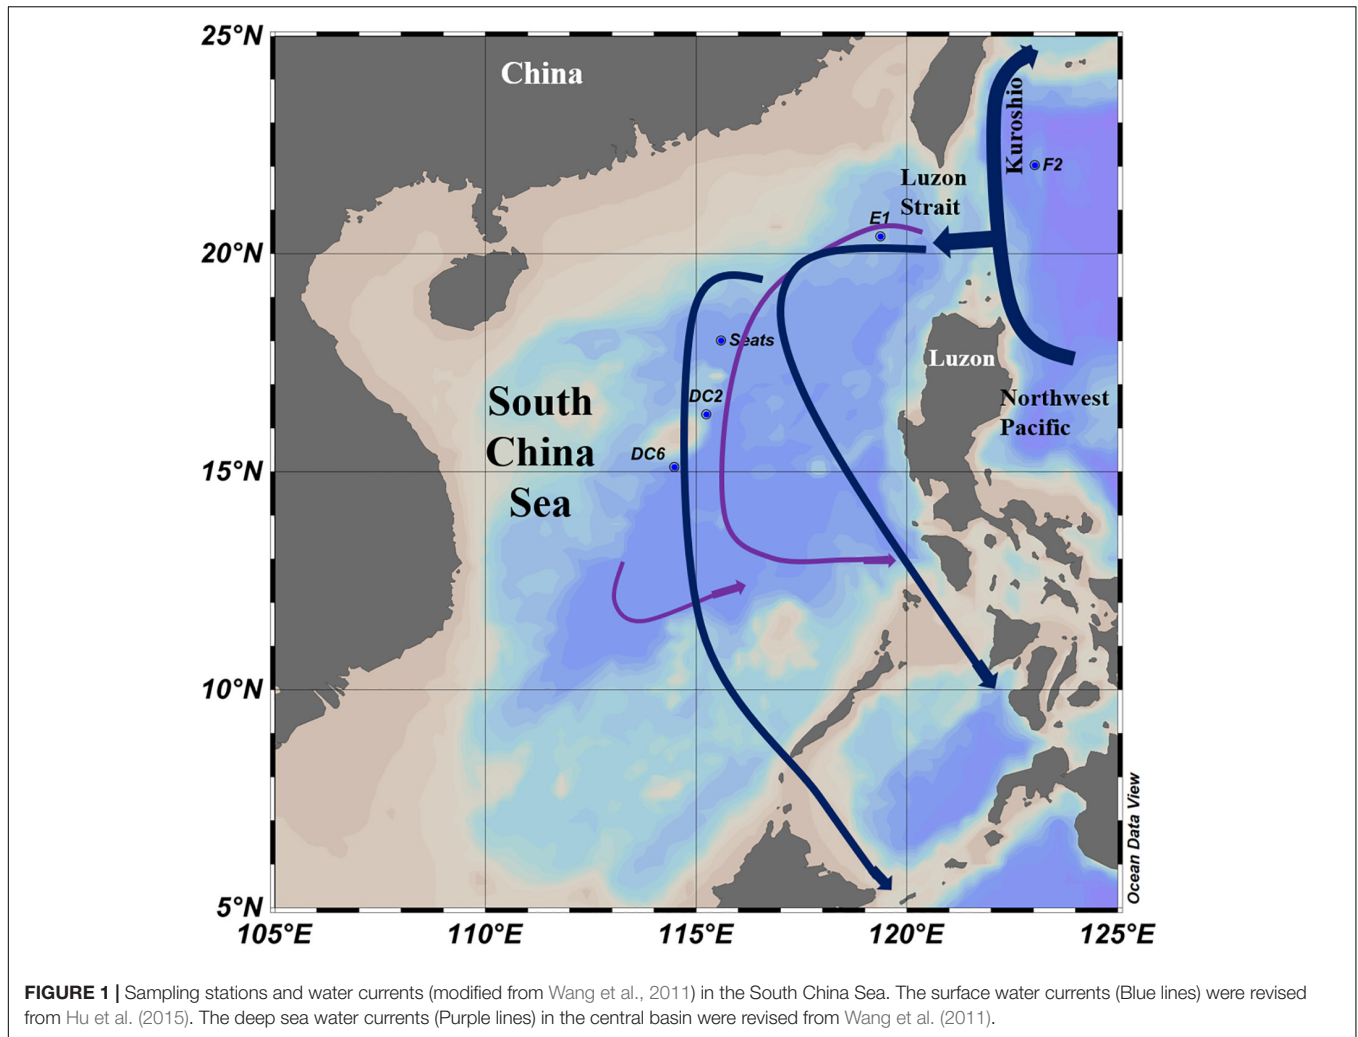 25°N
China
Kuroshio
F2
Luzon
Strait
E1
20°N
Seats
Luzon
DC2
Northwest
Pacific
South
China
Sea
DC6
15°N
10°N
Ocean Data View
5°N
105°E
110°E
115°E
120°E
125°E
FIGURE 1 | Sampling stations and water currents (modified from Wang et al., 2011) in the South China Sea. The surface water currents (Blue lines) were revised
from Hu et al. (2015). The deep sea water currents (Purple lines) in the central basin were revised from Wang et al. (2011).